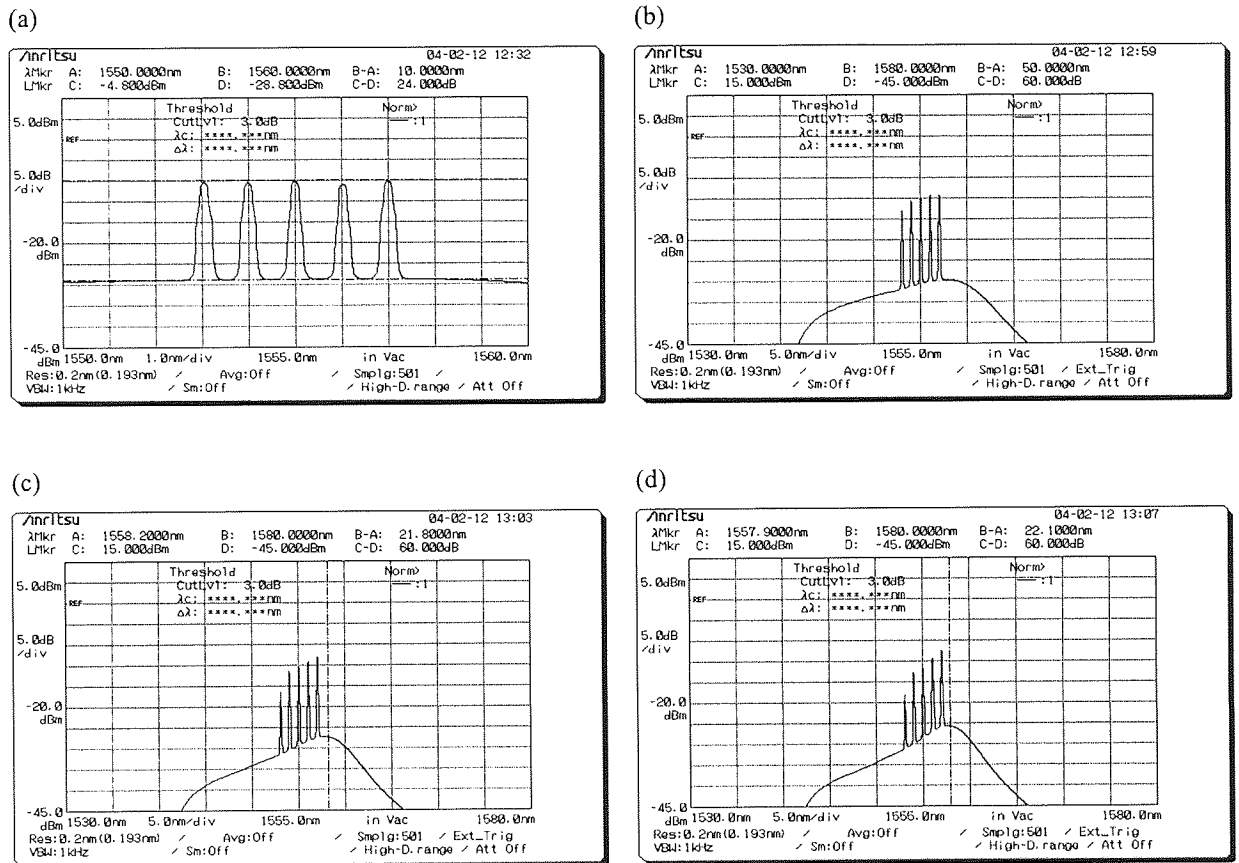 (a)
Anritsu 04-02-12 12:32
λMkr A: 1550.0000nm B: 1560.0000nm B-A: 10.0000nm
LMkr C: -4.800dBm D: -28.800dBm C-D: 24.000dB
Threshold Norm>
5.0dBm CutLvl: 3.0dB ——:1
REF λc: ****.***nm
Δλ: ****.***nm
5.0dB
/div
-20.0
dBm
-45.0
dBm 1550.0nm 1.0nm/div 1555.0nm in Vac 1560.0nm
Res:0.2nm(0.193nm) / Avg:Off / Smplg:501 /
VBW:1kHz / Sm:Off / High-D.range / Att Off
(b)
Anritsu 04-02-12 12:59
λMkr A: 1530.0000nm B: 1580.0000nm B-A: 50.0000nm
LMkr C: 15.000dBm D: -45.000dBm C-D: 60.000dB
Threshold Norm>
5.0dBm CutLvl: 3.0dB ——:1
REF λc: ****.***nm
Δλ: ****.***nm
5.0dB
/div
-20.0
dBm
-45.0
dBm 1530.0nm 5.0nm/div 1555.0nm in Vac 1580.0nm
Res:0.2nm(0.193nm) / Avg:Off / Smplg:501 / Ext_Trig
VBW:1kHz / Sm:Off / High-D.range / Att Off
(c)
Anritsu 04-02-12 13:03
λMkr A: 1558.2000nm B: 1580.0000nm B-A: 21.8000nm
LMkr C: 15.000dBm D: -45.000dBm C-D: 60.000dB
Threshold Norm>
5.0dBm CutLvl: 3.0dB ——:1
REF λc: ****.***nm
Δλ: ****.***nm
5.0dB
/div
-20.0
dBm
-45.0
dBm 1530.0nm 5.0nm/div 1555.0nm in Vac 1580.0nm
Res:0.2nm(0.193nm) / Avg:Off / Smplg:501 / Ext_Trig
VBW:1kHz / Sm:Off / High-D.range / Att Off
(d)
Anritsu 04-02-12 13:07
λMkr A: 1557.9000nm B: 1580.0000nm B-A: 22.1000nm
LMkr C: 15.000dBm D: -45.000dBm C-D: 60.000dB
Threshold Norm>
5.0dBm CutLvl: 3.0dB ——:1
REF λc: ****.***nm
Δλ: ****.***nm
5.0dB
/div
-20.0
dBm
-45.0
dBm 1530.0nm 5.0nm/div 1555.0nm in Vac 1580.0nm
Res:0.2nm(0.193nm) / Avg:Off / Smplg:501 / Ext_Trig
VBW:1kHz / Sm:Off / High-D.range / Att Off